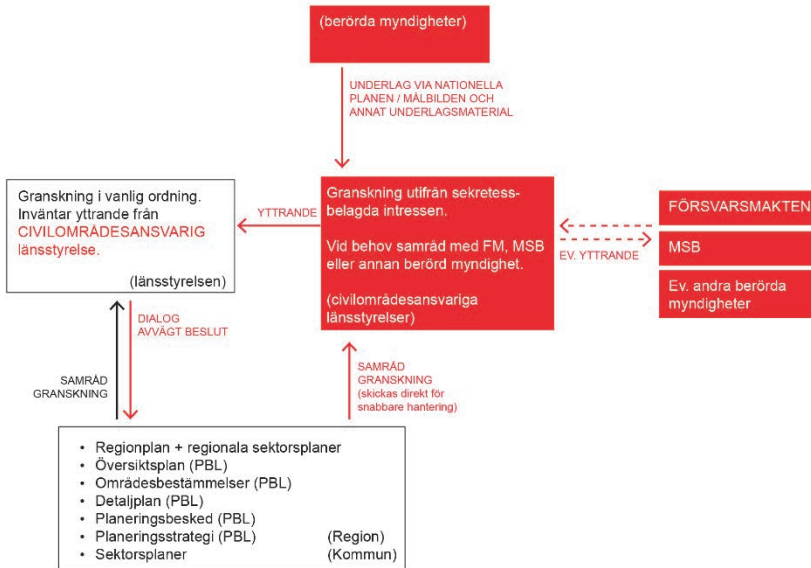 (berörda myndigheter)
UNDERLAG VIA NATIONELLA
PLANEN / MÅLBILDEN OCH
ANNAT UNDERLAGSMATERIAL
Granskning i vanlig ordning.
Inväntar yttrande från
CIVILOMRÅDESANSVARIG
länsstyrelse.
(länsstyrelsen)
YTTRANDE
Granskning utifrån sekretess-
belagda intressen.
Vid behov samråd med FM, MSB
eller annan berörd myndighet.
(civilområdesansvariga
länsstyrelser)
EV. YTTRANDE
FÖRSVARSMAKTEN
MSB
Ev. andra berörda
myndigheter
DIALOG
AVVÄGT BESLUT
SAMRÅD
GRANSKNING
SAMRÅD
GRANSKNING
(skickas direkt för
snabbare hantering)
• Regionplan + regionala sektorsplaner
• Översiktsplan (PBL)
• Områdesbestämmelser (PBL)
• Detaljplan (PBL)
• Planeringsbesked (PBL)
• Planeringsstrategi (PBL) (Region)
• Sektorsplaner (Kommun)